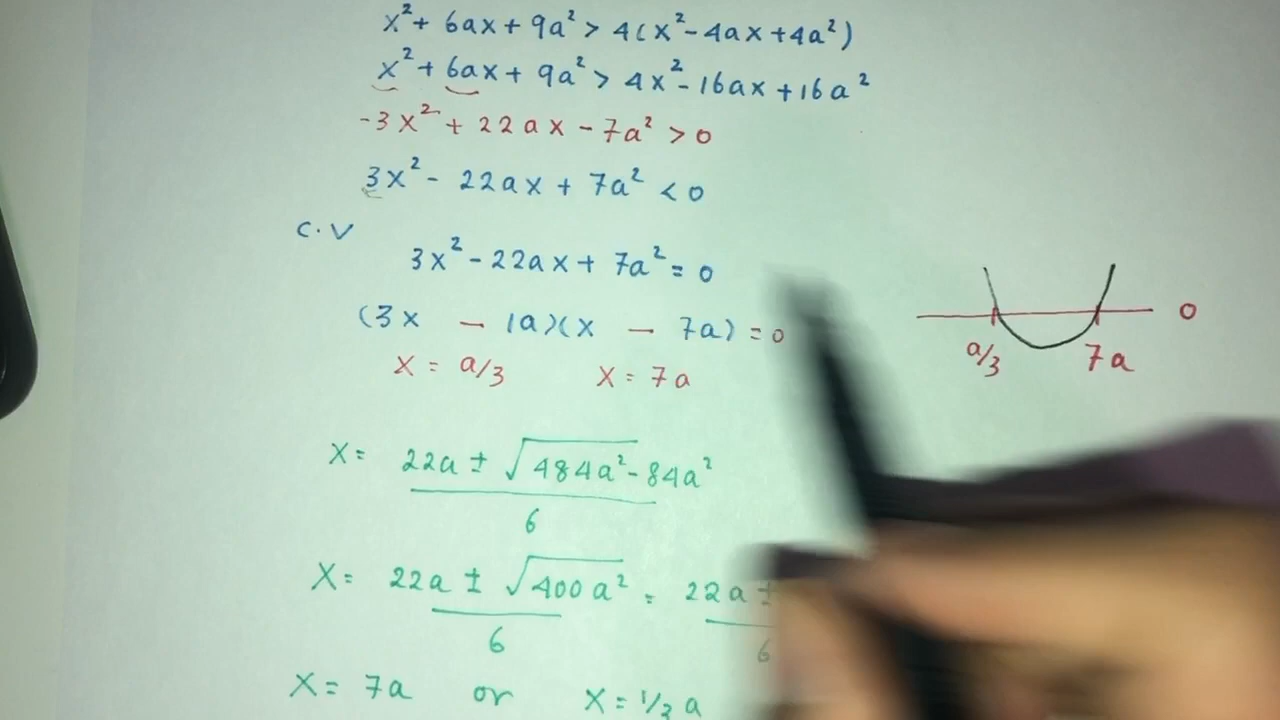 x² + 6ax + 9a² > 4(x² - 4ax + 4a²)
x² + 6ax + 9a² > 4x² - 16ax + 16a²
-3x² + 22ax - 7a² > 0
3x² - 22ax + 7a² < 0
C.V
3x² - 22ax + 7a² = 0
(3x - 1a)(x - 7a) = 0
x = a/3 x = 7a
0
a/3 7a
x = 22a ± √484a² - 84a²
6
x = 22a ± √400a² = 22a ±
6 6
x = 7a or x = 1/3 a